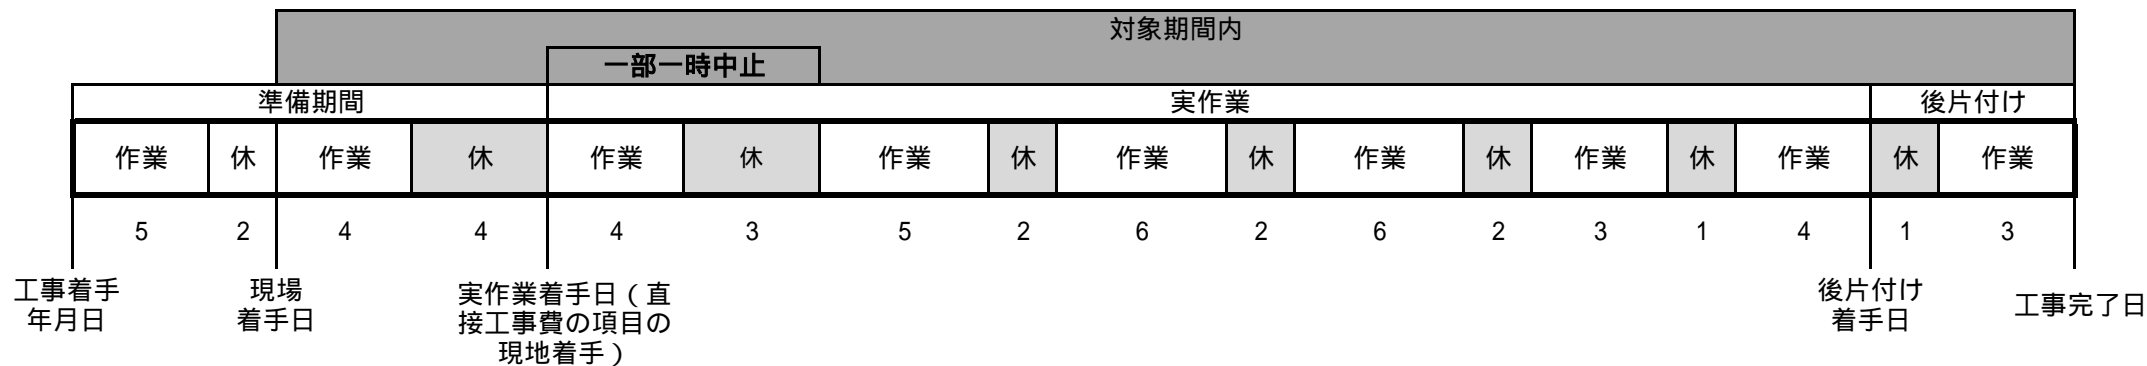 対象期間内
一部一時中止
準備期間 実作業 後片付け
作業 休 作業 休 作業 休 作業 休 作業 休 作業 休 作業 休 作業 休 作業
5 2 4 4 4 3 5 2 6 2 6 2 3 1 4 1 3
工事着手
年月日
現場
着手日
実作業着手日(直
接工事費の項目の
現地着手)
後片付け
着手日
工事完了日